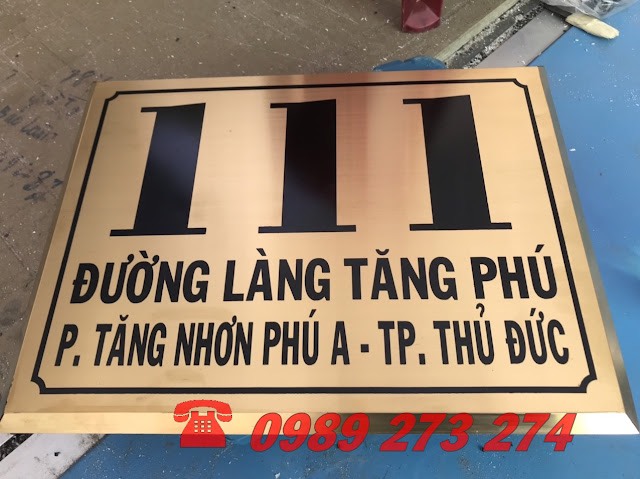 111
ĐƯỜNG LÀNG TĂNG PHÚ
P. TĂNG NHƠN PHÚ A - TP. THỦ ĐỨC
0989 273 274